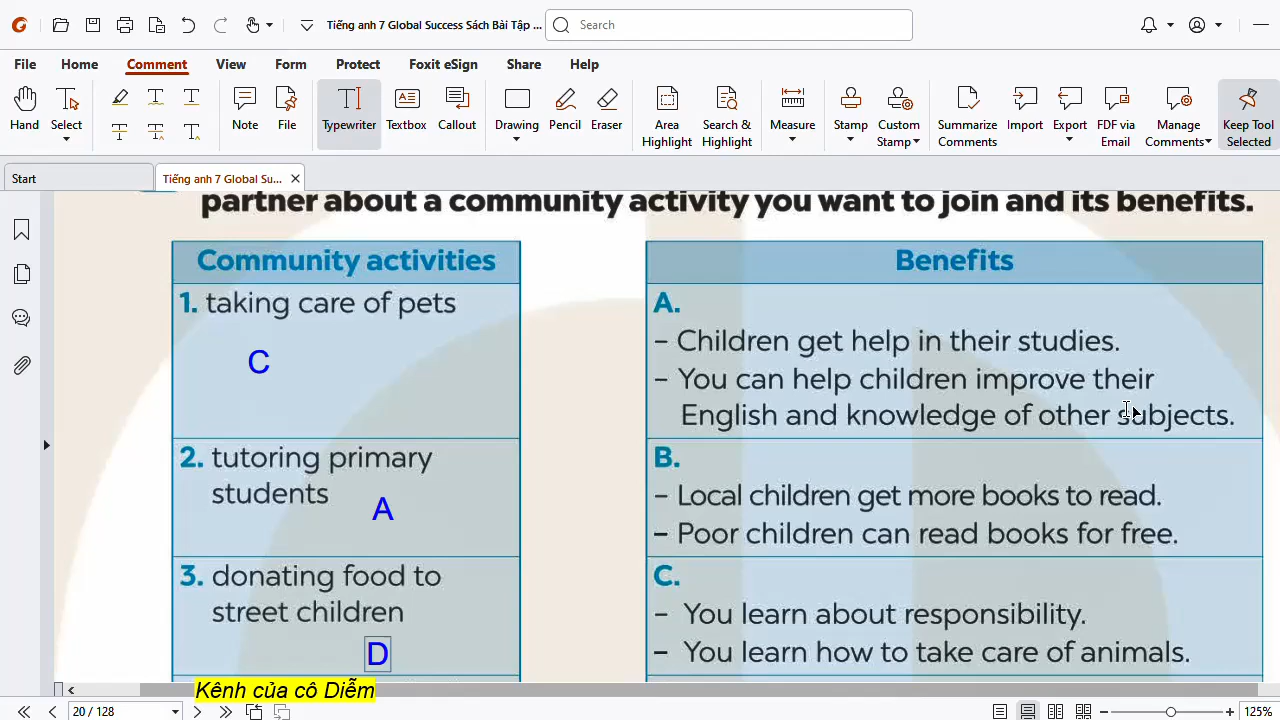 Tiếng anh 7 Global Success Sách Bài Tập ...
Search
File Home Comment View Form Protect Foxit eSign Share Help
Hand Select Note File Typewriter Textbox Callout Drawing Pencil Eraser Area Highlight Search & Highlight Measure Stamp Custom Stamp Summarize Comments Import Export FDF via Email Manage Comments Keep Tool Selected
Start
Tiếng anh 7 Global Su...
partner about a community activity you want to join and its benefits.
Community activities
1. taking care of pets
C
2. tutoring primary
students
A
3. donating food to
street children
D
Benefits
A.
– Children get help in their studies.
– You can help children improve their
English and knowledge of other subjects.
B.
– Local children get more books to read.
– Poor children can read books for free.
C.
– You learn about responsibility.
– You learn how to take care of animals.
Kênh của cô Diễm
20 / 128
125%